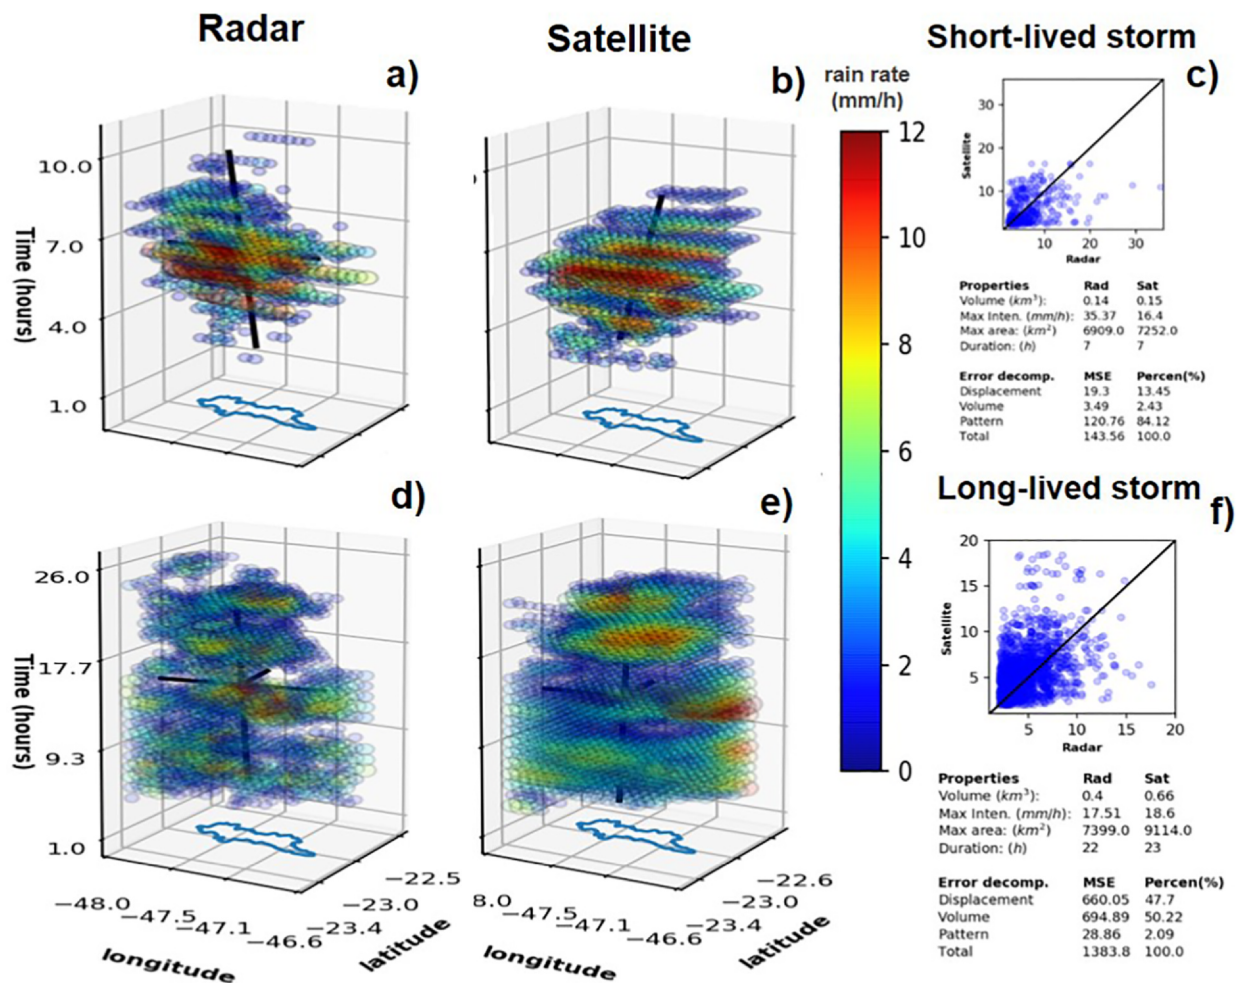 Radar
Satellite
Short-lived storm
a)
b)
c)
rain rate
(mm/h)
10.0
7.0
4.0
1.0
Time (hours)
12
10
8
6
4
2
0
30
20
10
Satellite
10 20 30
Radar
Properties Rad Sat
Volume (km³): 0.14 0.15
Max Inten. (mm/h): 35.37 16.4
Max area: (km²) 6909.0 7252.0
Duration: (h) 7 7
Error decomp. MSE Percen(%)
Displacement 19.3 13.45
Volume 3.49 2.43
Pattern 120.76 84.12
Total 143.56 100.0
Long-lived storm
d)
e)
f)
26.0
17.7
9.3
1.0
Time (hours)
−48.0
−47.5
−47.1
−46.6
longitude
−22.5
−23.0
−23.4
latitude
8.0
−47.5
−47.1
−46.6
longitude
−22.6
−23.0
−23.4
latitude
20
15
10
5
Satellite
5 10 15 20
Radar
Properties Rad Sat
Volume (km³): 0.4 0.66
Max Inten. (mm/h): 17.51 18.6
Max area: (km²) 7399.0 9114.0
Duration: (h) 22 23
Error decomp. MSE Percen(%)
Displacement 660.05 47.7
Volume 694.89 50.22
Pattern 28.86 2.09
Total 1383.8 100.0